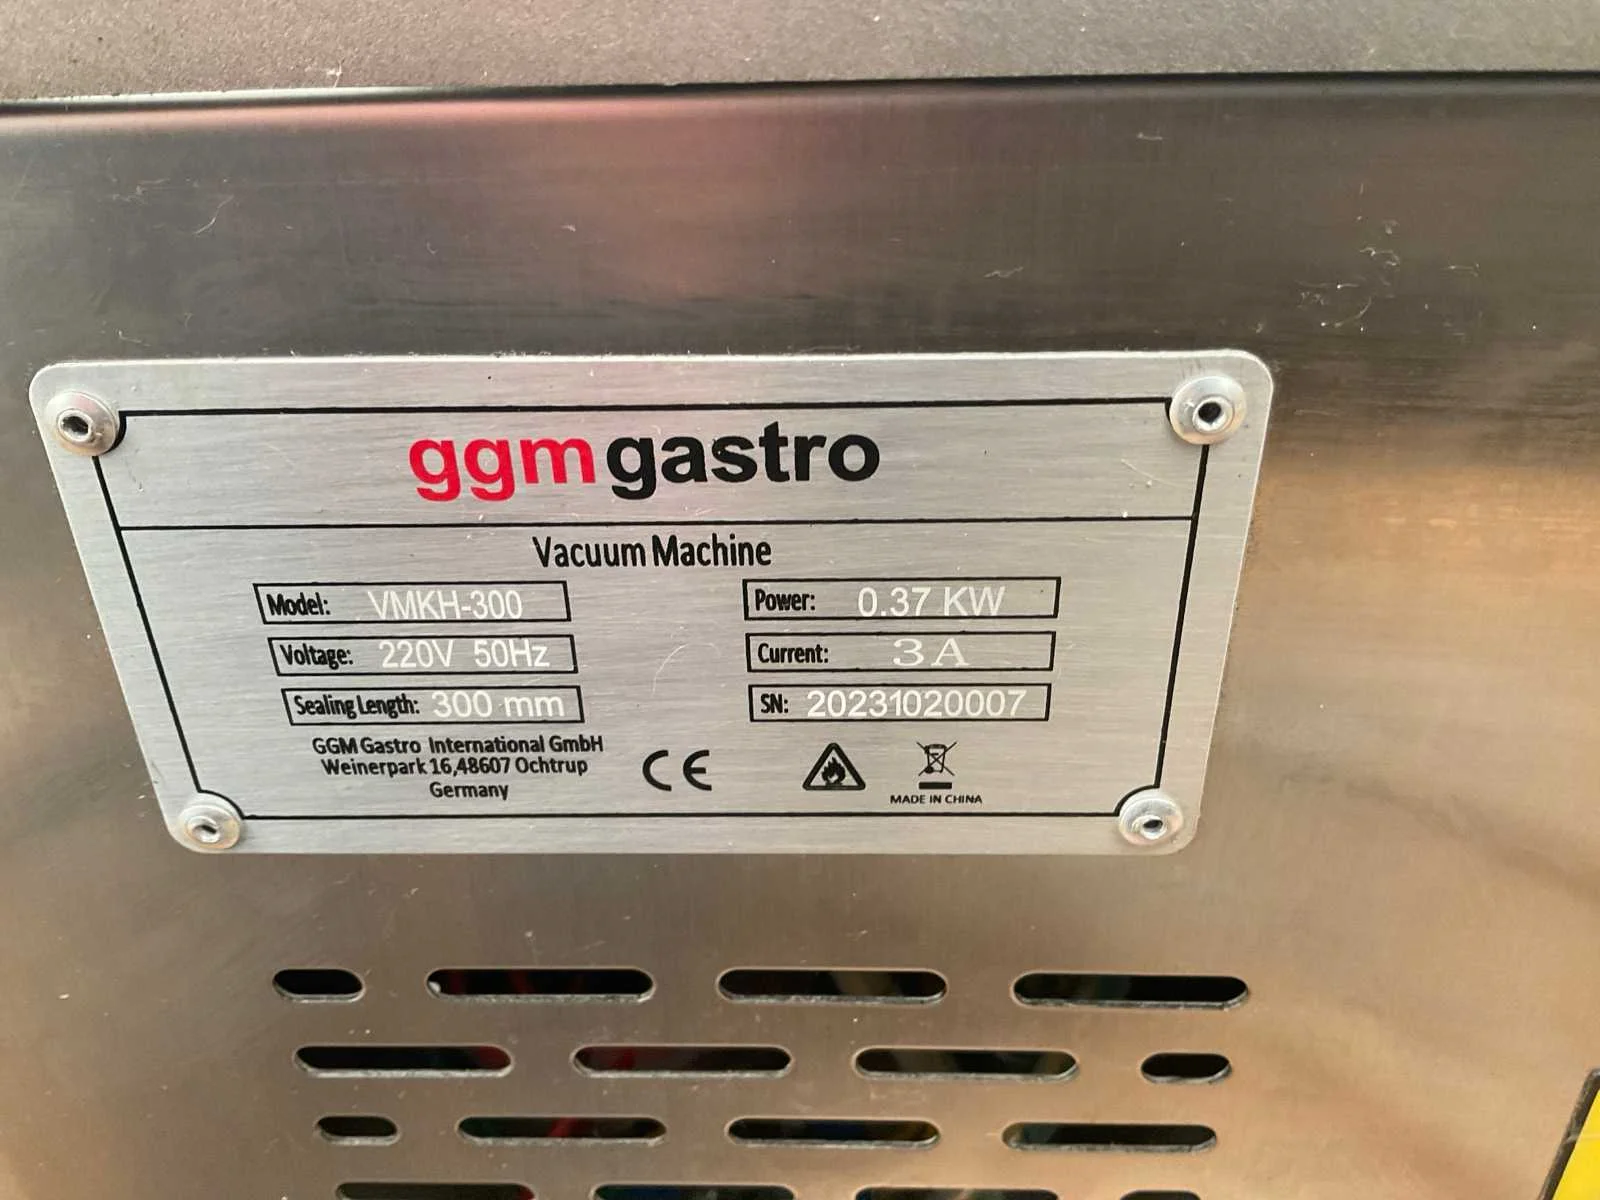 ggmgastro
Vacuum Machine
Model: VMKH-300
Power: 0.37 KW
Voltage: 220V 50Hz
Current: 3 A
Sealing Length: 300 mm
SN: 20231020007
GGM Gastro International GmbH
Weinerpark 16,48607 Ochtrup
Germany
CE
MADE IN CHINA